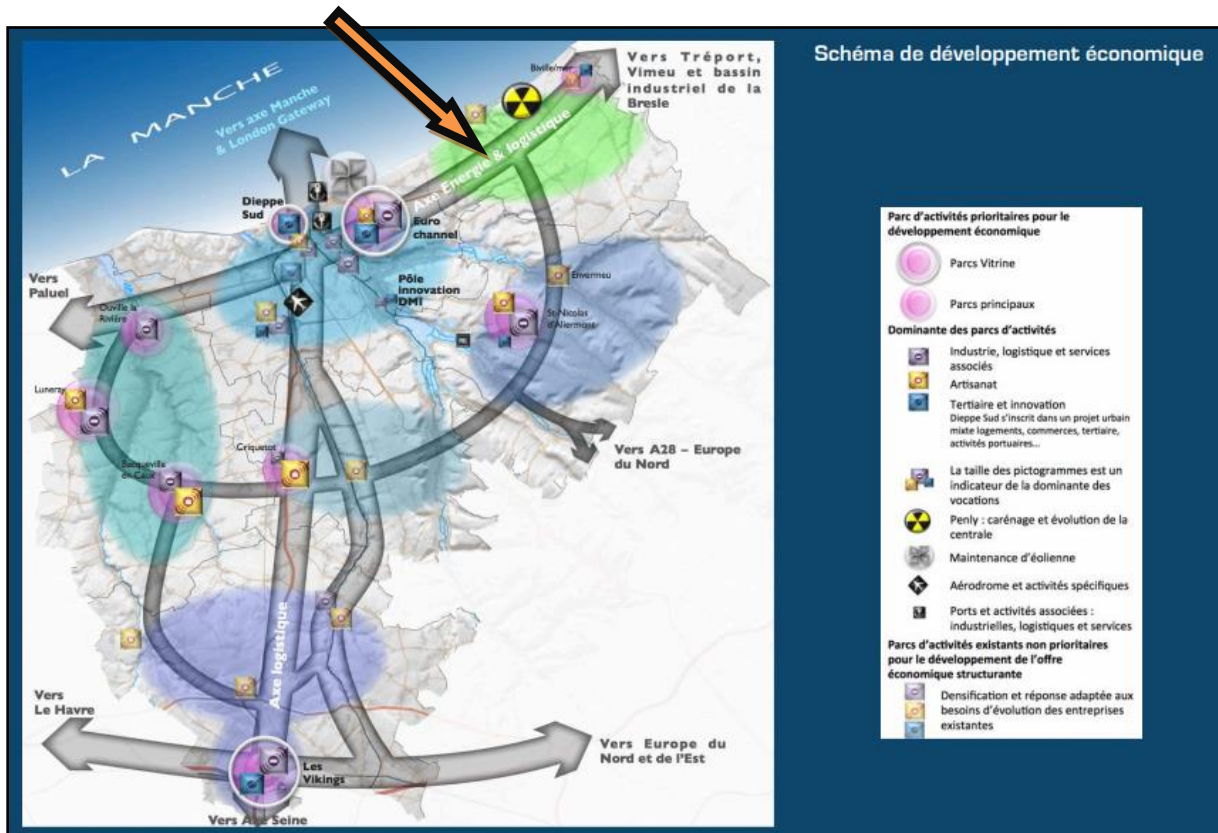 Schéma de développement économique
LA MANCHE
Vers axe Manche
& London Gateway
Vers Tréport,
Vimeu et bassin
industriel de la
Bresle
Biville/mer
Axe Energie & logistique
Dieppe
Sud
Euro
channel
Vers
Paluel
Ouville la
Rivière
Pôle
innovation
DMI
Envermeu
St-Nicolas
d'Aliermont
Luneray
Bacqueville
en Caux
Criquetot
Vers A28 – Europe
du Nord
Axe logistique
Vers
Le Havre
Les
Vikings
Vers Europe du
Nord et de l'Est
Vers Axe Seine
Parc d'activités prioritaires pour le
développement économique
Parcs Vitrine
Parcs principaux
Dominante des parcs d'activités
Industrie, logistique et services
associés
Artisanat
Tertiaire et innovation
Dieppe Sud s'inscrit dans un projet urbain
mixte logements, commerces, tertiaire,
activités portuaires...
La taille des pictogrammes est un
indicateur de la dominante des
vocations
Penly : carénage et évolution de la
centrale
Maintenance d'éolienne
Aérodrome et activités spécifiques
Ports et activités associées :
industrielles, logistiques et services
Parcs d'activités existants non prioritaires
pour le développement de l'offre
économique structurante
Densification et réponse adaptée aux
besoins d'évolution des entreprises
existantes